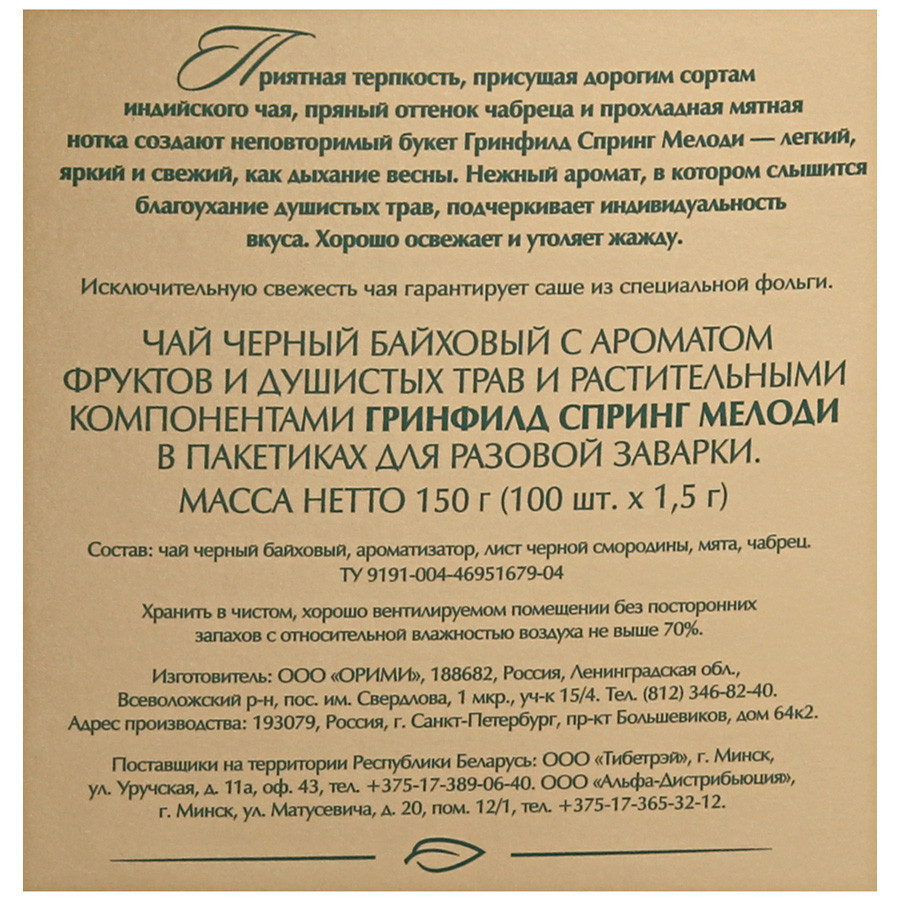 Приятная терпкость, присущая дорогим сортам
индийского чая, пряный оттенок чабреца и прохладная мятная
нотка создают неповторимый букет Гринфилд Спринг Мелоди — легкий,
яркий и свежий, как дыхание весны. Нежный аромат, в котором слышится
благоухание душистых трав, подчеркивает индивидуальность
вкуса. Хорошо освежает и утоляет жажду.
Исключительную свежесть чая гарантирует саше из специальной фольги.
ЧАЙ ЧЕРНЫЙ БАЙХОВЫЙ С АРОМАТОМ
ФРУКТОВ И ДУШИСТЫХ ТРАВ И РАСТИТЕЛЬНЫМИ
КОМПОНЕНТАМИ ГРИНФИЛД СПРИНГ МЕЛОДИ
В ПАКЕТИКАХ ДЛЯ РАЗОВОЙ ЗАВАРКИ.
МАССА НЕТТО 150 г (100 шт. х 1,5 г)
Состав: чай черный байховый, ароматизатор, лист черной смородины, мята, чабрец.
ТУ 9191-004-46951679-04
Хранить в чистом, хорошо вентилируемом помещении без посторонних
запахов с относительной влажностью воздуха не выше 70%.
Изготовитель: ООО «ОРИМИ», 188682, Россия, Ленинградская обл.,
Всеволожский р-н, пос. им. Свердлова, 1 мкр., уч-к 15/4. Тел. (812) 346-82-40.
Адрес производства: 193079, Россия, г. Санкт-Петербург, пр-кт Большевиков, дом 64к2.
Поставщики на территории Республики Беларусь: ООО «Тибетрэй», г. Минск,
ул. Уручская, д. 11а, оф. 43, тел. +375-17-389-06-40. ООО «Альфа-Дистрибьюция»,
г. Минск, ул. Матусевича, д. 20, пом. 12/1, тел. +375-17-365-32-12.